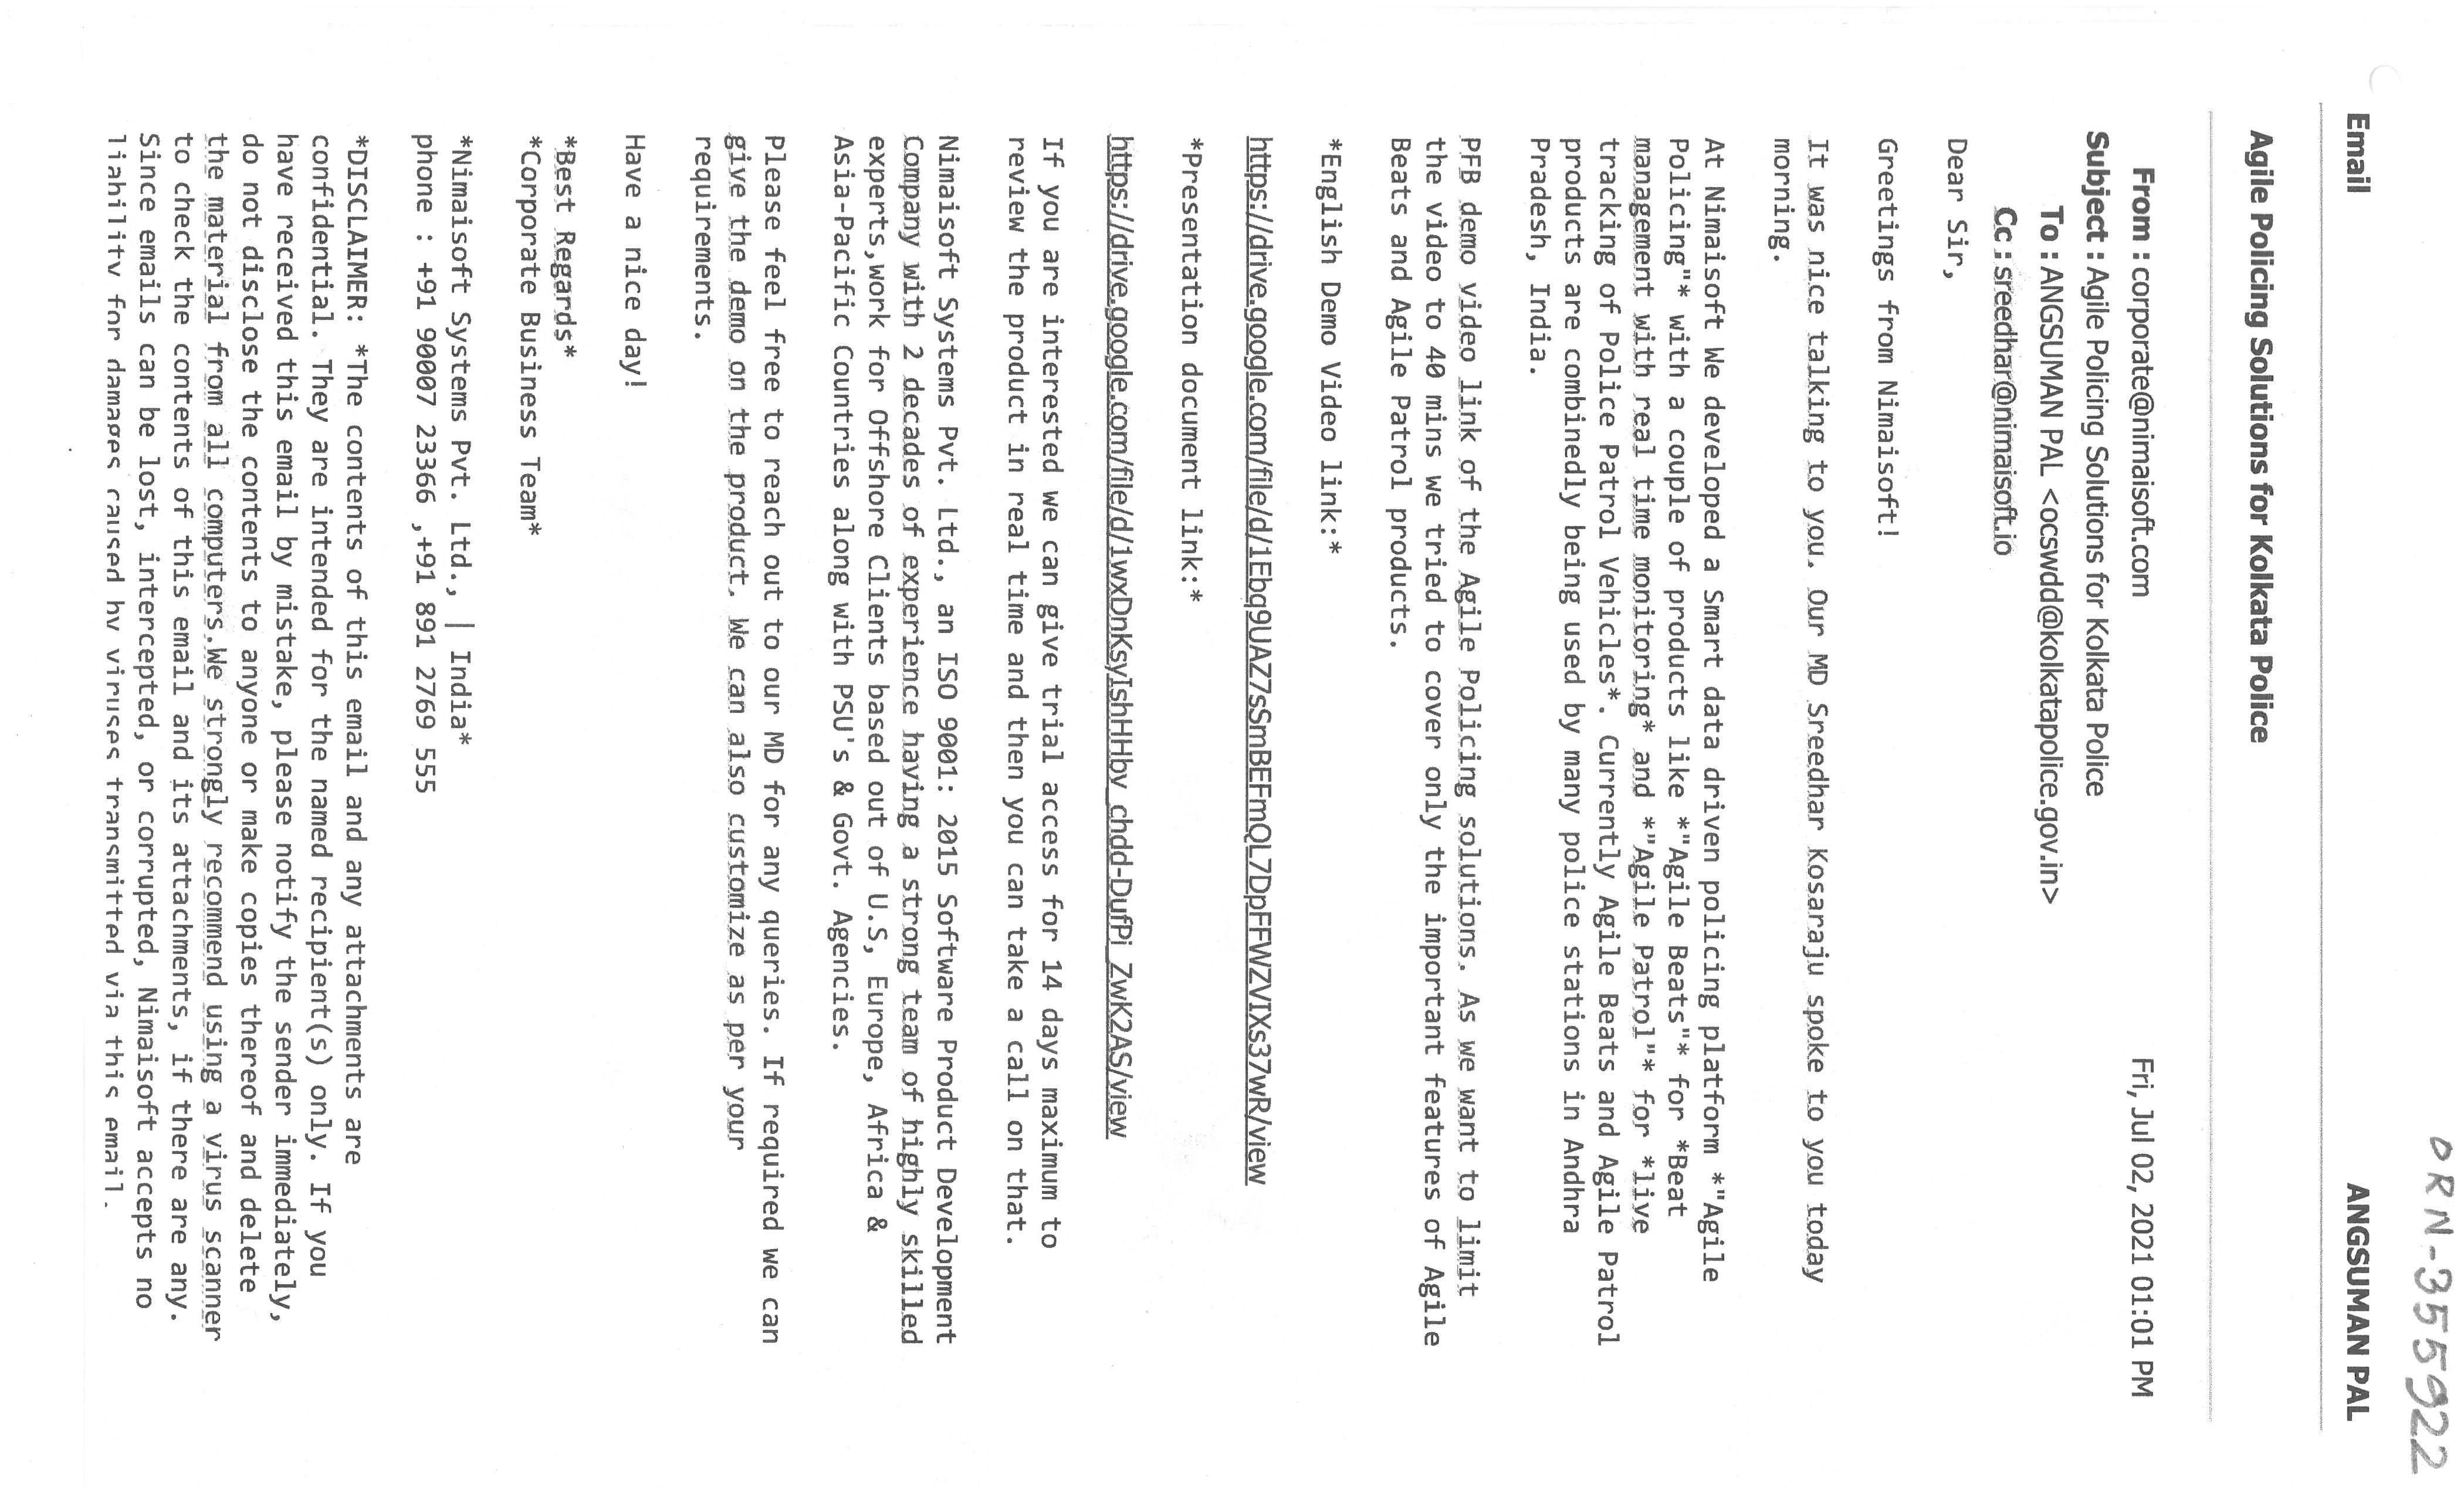 ORN-355922
Email ANGSUMAN PAL
Agile Policing Solutions for Kolkata Police
From : corporate@nimaisoft.com Fri, Jul 02, 2021 01:01 PM
Subject : Agile Policing Solutions for Kolkata Police
To : ANGSUMAN PAL <ocswdd@kolkatapolice.gov.in>
Cc : sreedhar@nimaisoft.io
Dear Sir,
Greetings from Nimaisoft!
It was nice talking to you. Our MD Sreedhar Kosaraju spoke to you today
morning.
At Nimaisoft We developed a Smart data driven policing platform *"Agile
Policing"* with a couple of products like *"Agile Beats"* for *Beat
management with real time monitoring* and *"Agile Patrol"* for *live
tracking of Police Patrol Vehicles*. Currently Agile Beats and Agile Patrol
products are combinedly being used by many police stations in Andhra
Pradesh, India.
PFB demo video link of the Agile Policing solutions. As we want to limit
the video to 40 mins we tried to cover only the important features of Agile
Beats and Agile Patrol products.
*English Demo Video link:*
https://drive.google.com/file/d/1Ebq9UAZ7sSmBEFmQL7DpFFWZVIXs37wR/view
*Presentation document link:*
https://drive.google.com/file/d/1wxDnKsyIshHHbv_chdd-DufPi_ZwK2AS/view
If you are interested we can give trial access for 14 days maximum to
review the product in real time and then you can take a call on that.
Nimaisoft Systems Pvt. Ltd., an ISO 9001: 2015 Software Product Development
Company with 2 decades of experience having a strong team of highly skilled
experts,work for Offshore Clients based out of U.S, Europe, Africa &
Asia-Pacific Countries along with PSU's & Govt. Agencies.
Please feel free to reach out to our MD for any queries. If required we can
give the demo on the product. We can also customize as per your
requirements.
Have a nice day!
*Best Regards*
*Corporate Business Team*
*Nimaisoft Systems Pvt. Ltd., | India*
phone : +91 90007 23366 ,+91 891 2769 555
*DISCLAIMER: *The contents of this email and any attachments are
confidential. They are intended for the named recipient(s) only. If you
have received this email by mistake, please notify the sender immediately,
do not disclose the contents to anyone or make copies thereof and delete
the material from all computers.We strongly recommend using a virus scanner
to check the contents of this email and its attachments, if there are any.
Since emails can be lost, intercepted, or corrupted, Nimaisoft accepts no
liability for damages caused by viruses transmitted via this email.